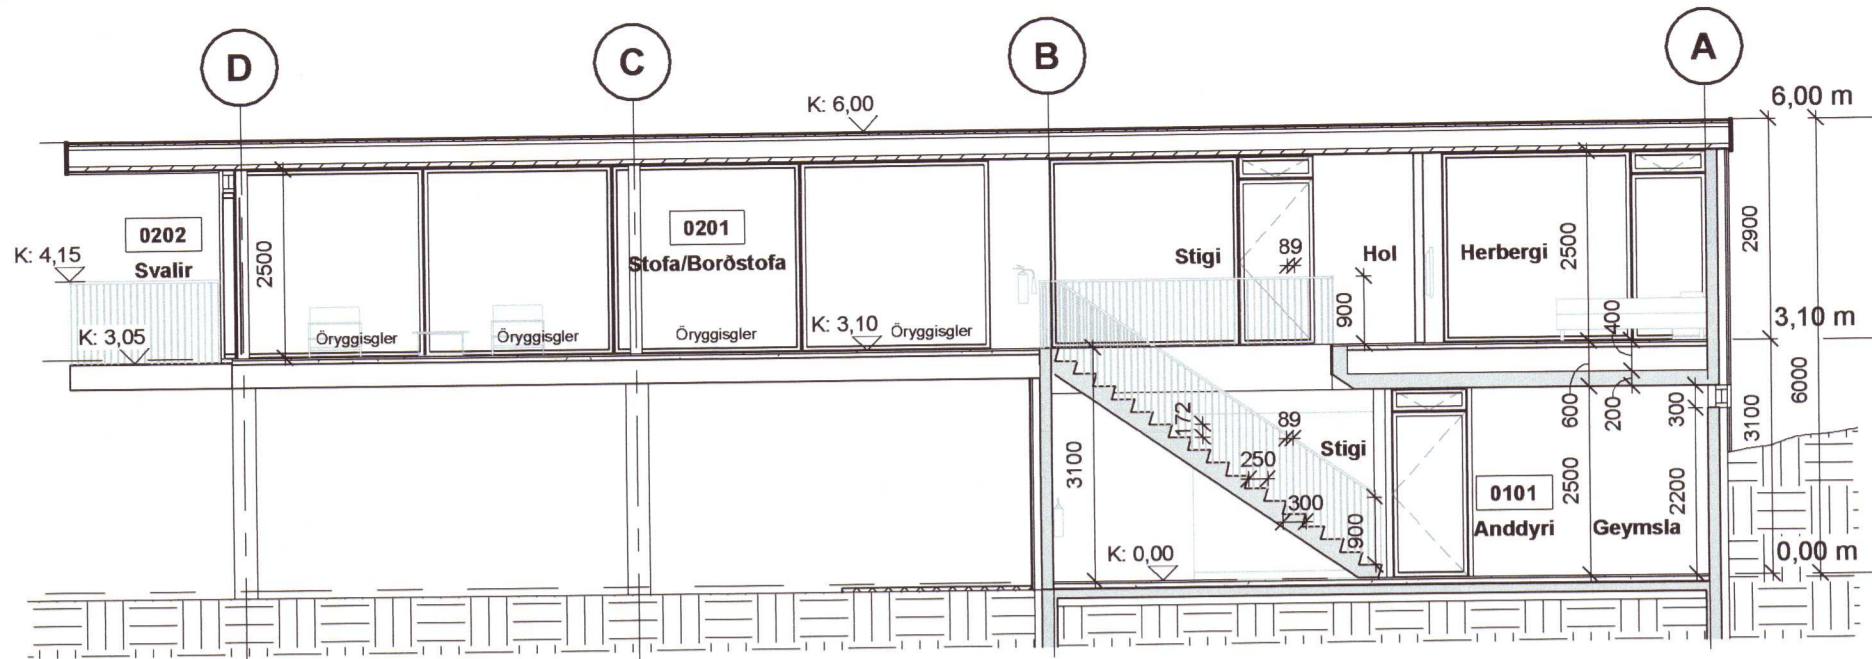 D
C
B
A
K: 6,00
6,00 m
0202
Svalir
K: 4,15
2500
0201
Stofa/Borðstofa
Stigi
89
Hol
Herbergi
2500
2900
K: 3,05
Öryggisgler
Öryggisgler
Öryggisgler
K: 3,10
Öryggisgler
900
400
3,10 m
3100
172
250
89
Stigi
300
900
600
200
300
3100
6000
0101
Anddyri
2500
Geymsla
2200
K: 0,00
0,00 m